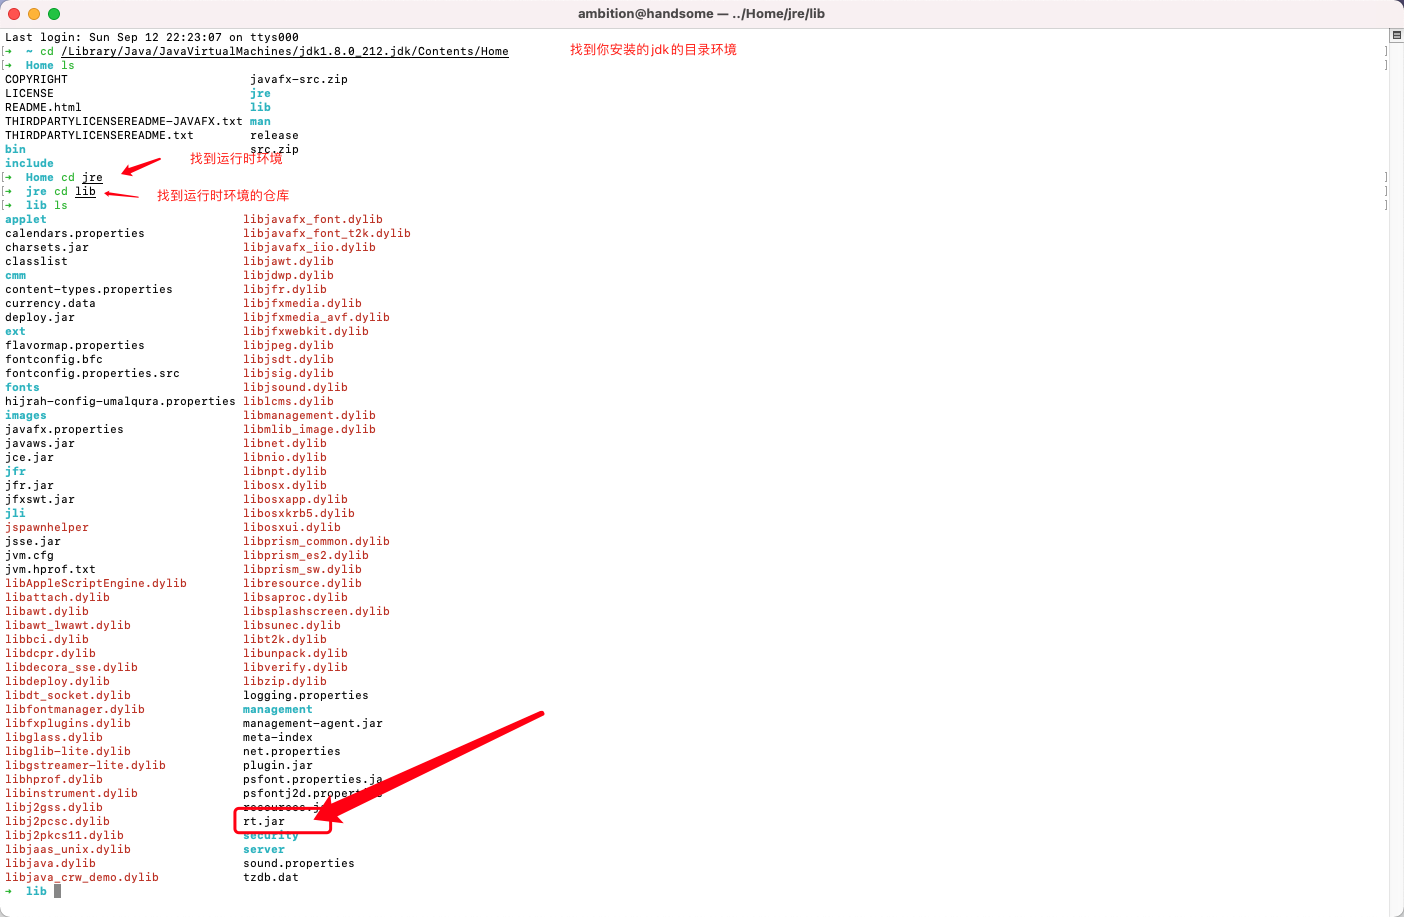 ambition@handsome — ../Home/jre/lib
Last login: Sun Sep 12 22:23:07 on ttys000
[➜  ~ cd /Library/Java/JavaVirtualMachines/jdk1.8.0_212.jdk/Contents/Home ]
找到你安装的jdk的目录环境
[➜  Home ls ]
COPYRIGHT javafx-src.zip
LICENSE jre
README.html lib
THIRDPARTYLICENSEREADME-JAVAFX.txt man
THIRDPARTYLICENSEREADME.txt release
bin src.zip
找到运行时环境
include
[➜  Home cd jre ]
[➜  jre cd lib ]
找到运行时环境的仓库
[➜  lib ls ]
applet libjavafx_font.dylib
calendars.properties libjavafx_font_t2k.dylib
charsets.jar libjavafx_iio.dylib
classlist libjawt.dylib
cmm libjdwp.dylib
content-types.properties libjfr.dylib
currency.data libjfxmedia.dylib
deploy.jar libjfxmedia_avf.dylib
ext libjfxwebkit.dylib
flavormap.properties libjpeg.dylib
fontconfig.bfc libjsdt.dylib
fontconfig.properties.src libjsig.dylib
fonts libjsound.dylib
hijrah-config-umalqura.properties liblcms.dylib
images libmanagement.dylib
javafx.properties libmlib_image.dylib
javaws.jar libnet.dylib
jce.jar libnio.dylib
jfr libnpt.dylib
jfr.jar libosx.dylib
jfxswt.jar libosxapp.dylib
jli libosxkrb5.dylib
jspawnhelper libosxui.dylib
jsse.jar libprism_common.dylib
jvm.cfg libprism_es2.dylib
jvm.hprof.txt libprism_sw.dylib
libAppleScriptEngine.dylib libresource.dylib
libattach.dylib libsaproc.dylib
libawt.dylib libsplashscreen.dylib
libawt_lwawt.dylib libsunec.dylib
libbci.dylib libt2k.dylib
libdcpr.dylib libunpack.dylib
libdecora_sse.dylib libverify.dylib
libdeploy.dylib libzip.dylib
libdt_socket.dylib logging.properties
libfontmanager.dylib management
libfxplugins.dylib management-agent.jar
libglass.dylib meta-index
libglib-lite.dylib net.properties
libgstreamer-lite.dylib plugin.jar
libhprof.dylib psfont.properties.ja
libinstrument.dylib
libj2gss.dylib
libj2pcsc.dylib rt.jar
libj2pkcs11.dylib security
libjaas_unix.dylib server
libjava.dylib sound.properties
libjava_crw_demo.dylib tzdb.dat
➜  lib